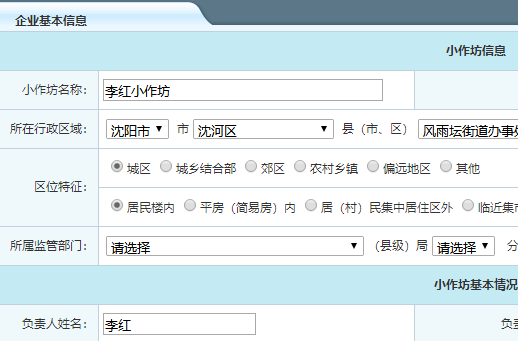 企业基本信息
小作坊信息
小作坊名称： 李红小作坊
所在行政区域： 沈阳市 市 沈河区 县（市、区） 风雨坛街道办事
区位特征： 城区 城乡结合部 郊区 农村乡镇 偏远地区 其他
居民楼内 平房（简易房）内 居（村）民集中居住区外 临近集
所属监管部门： 请选择 （县级）局 请选择 分
小作坊基本情况
负责人姓名： 李红 负